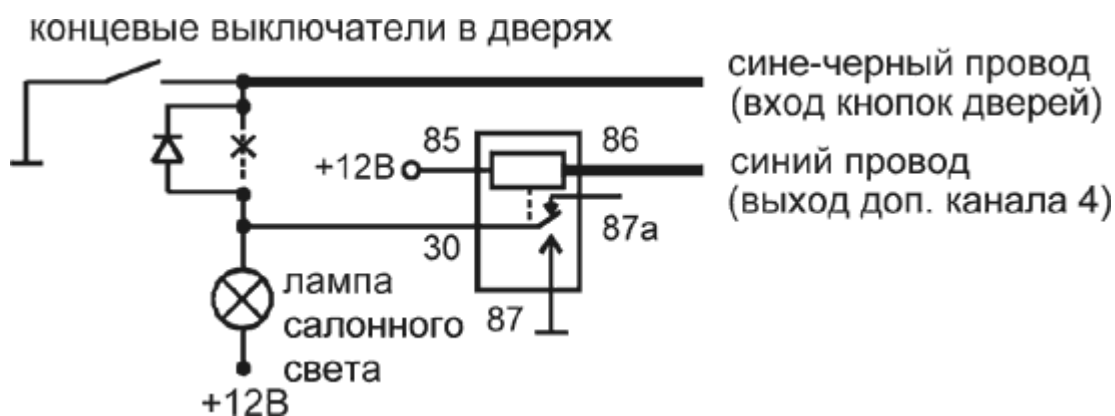 концевые выключатели в дверях
сине-черный провод
(вход кнопок дверей)
85
86
+12В
синий провод
(выход доп. канала 4)
87а
30
лампа
салонного
света
87
+12В